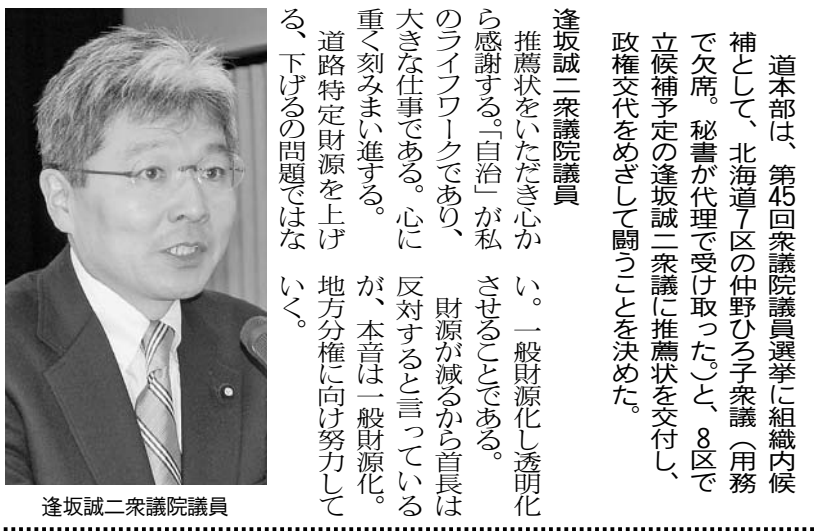 道本部は、第45回衆議院議員選挙に組織内候
補として、北海道7区の仲野ひろ子衆議（用務
で欠席。秘書が代理で受け取った。）と、8区で
立候補予定の逢坂誠二衆議に推薦状を交付し、
政権交代をめざして闘うことを決めた。
逢坂誠二衆議院議員
推薦状をいただき心か
ら感謝する。「自治」が私
のライフワークであり、
大きな仕事である。心に
重く刻みまい進する。
道路特定財源を上げ
る、下げるの問題ではな
い。一般財源化し透明化
させることである。
財源が減るから首長は
反対すると言っている
が、本音は一般財源化。
地方分権に向け努力して
いく。
逢坂誠二衆議院議員